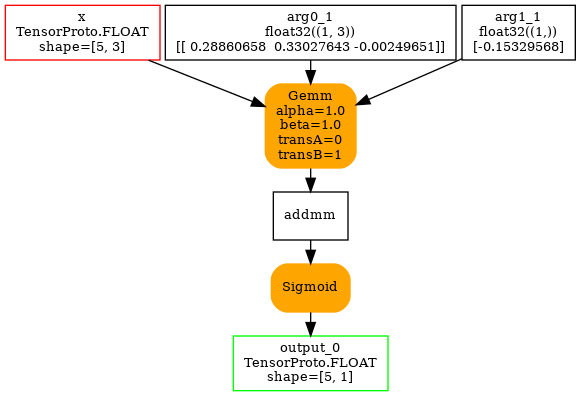 x
TensorProto.FLOAT
shape=[5, 3]
arg0_1
float32((1, 3))
[[ 0.28860658  0.33027643 -0.00249651]]
arg1_1
float32((1,))
[-0.15329568]
Gemm
alpha=1.0
beta=1.0
transA=0
transB=1
addmm
Sigmoid
output_0
TensorProto.FLOAT
shape=[5, 1]